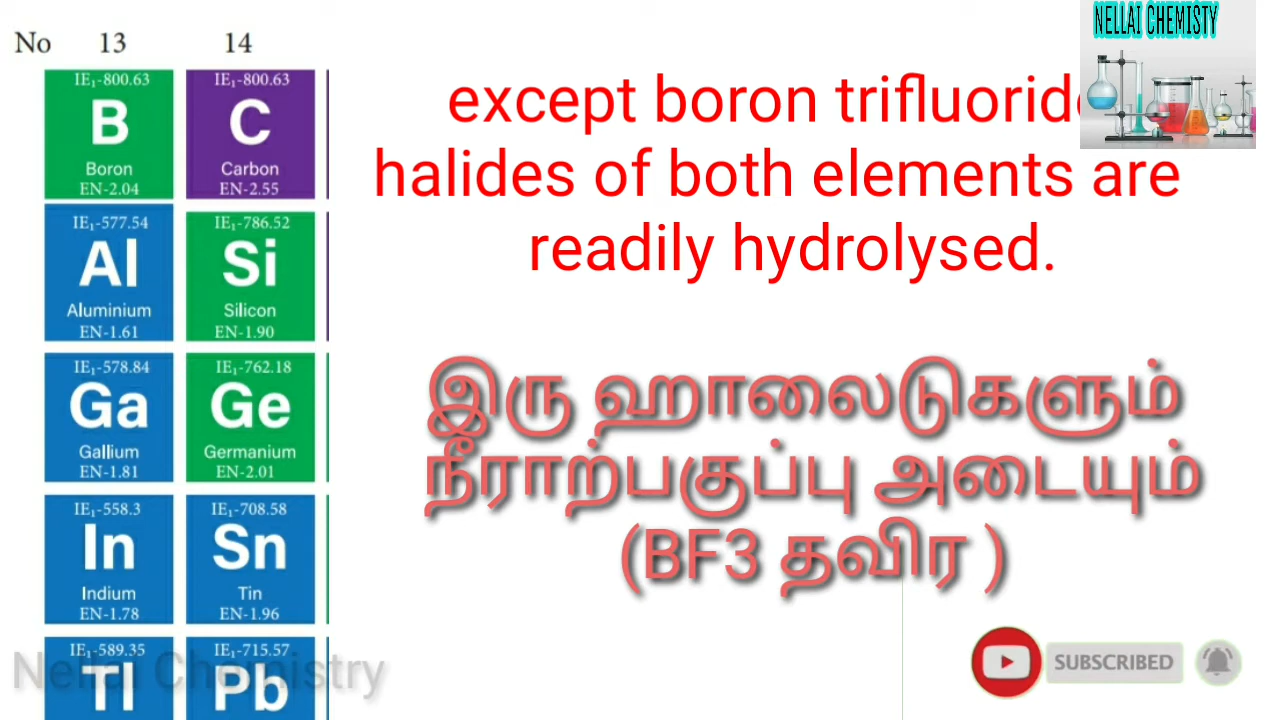 NELLAI CHEMISTY
No 13 14
IE₁-800.63
B
Boron
EN-2.04
IE₁-800.63
C
Carbon
EN-2.55
IE₁-577.54
Al
Aluminium
EN-1.61
IE₁-786.52
Si
Silicon
EN-1.90
IE₁-578.84
Ga
Gallium
EN-1.81
IE₁-762.18
Ge
Germanium
EN-2.01
IE₁-558.3
In
Indium
EN-1.78
IE₁-708.58
Sn
Tin
EN-1.96
IE₁-589.35
Tl
IE₁-715.57
Pb
except boron trifluorid
halides of both elements are
readily hydrolysed.
இரு ஹாலைடுகளும்
நீராற்பகுப்பு அடையும்
(BF3 தவிர )
SUBSCRIBED
Nellai Chemistry